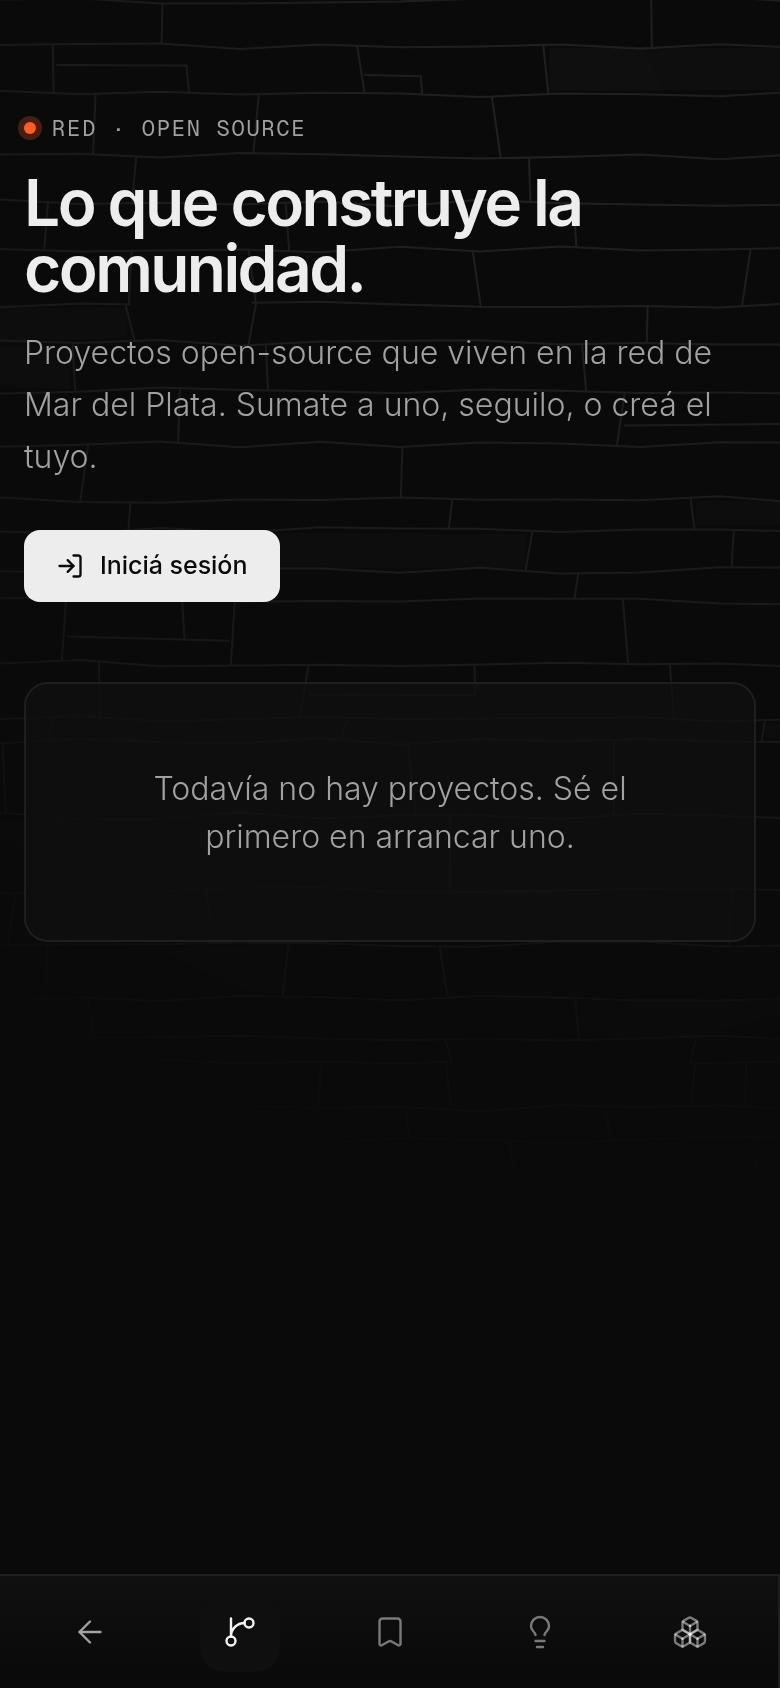 RED · OPEN SOURCE
Lo que construye la
comunidad.
Proyectos open-source que viven en la red de
Mar del Plata. Sumate a uno, seguilo, o creá el
tuyo.
Iniciá sesión
Todavía no hay proyectos. Sé el
primero en arrancar uno.